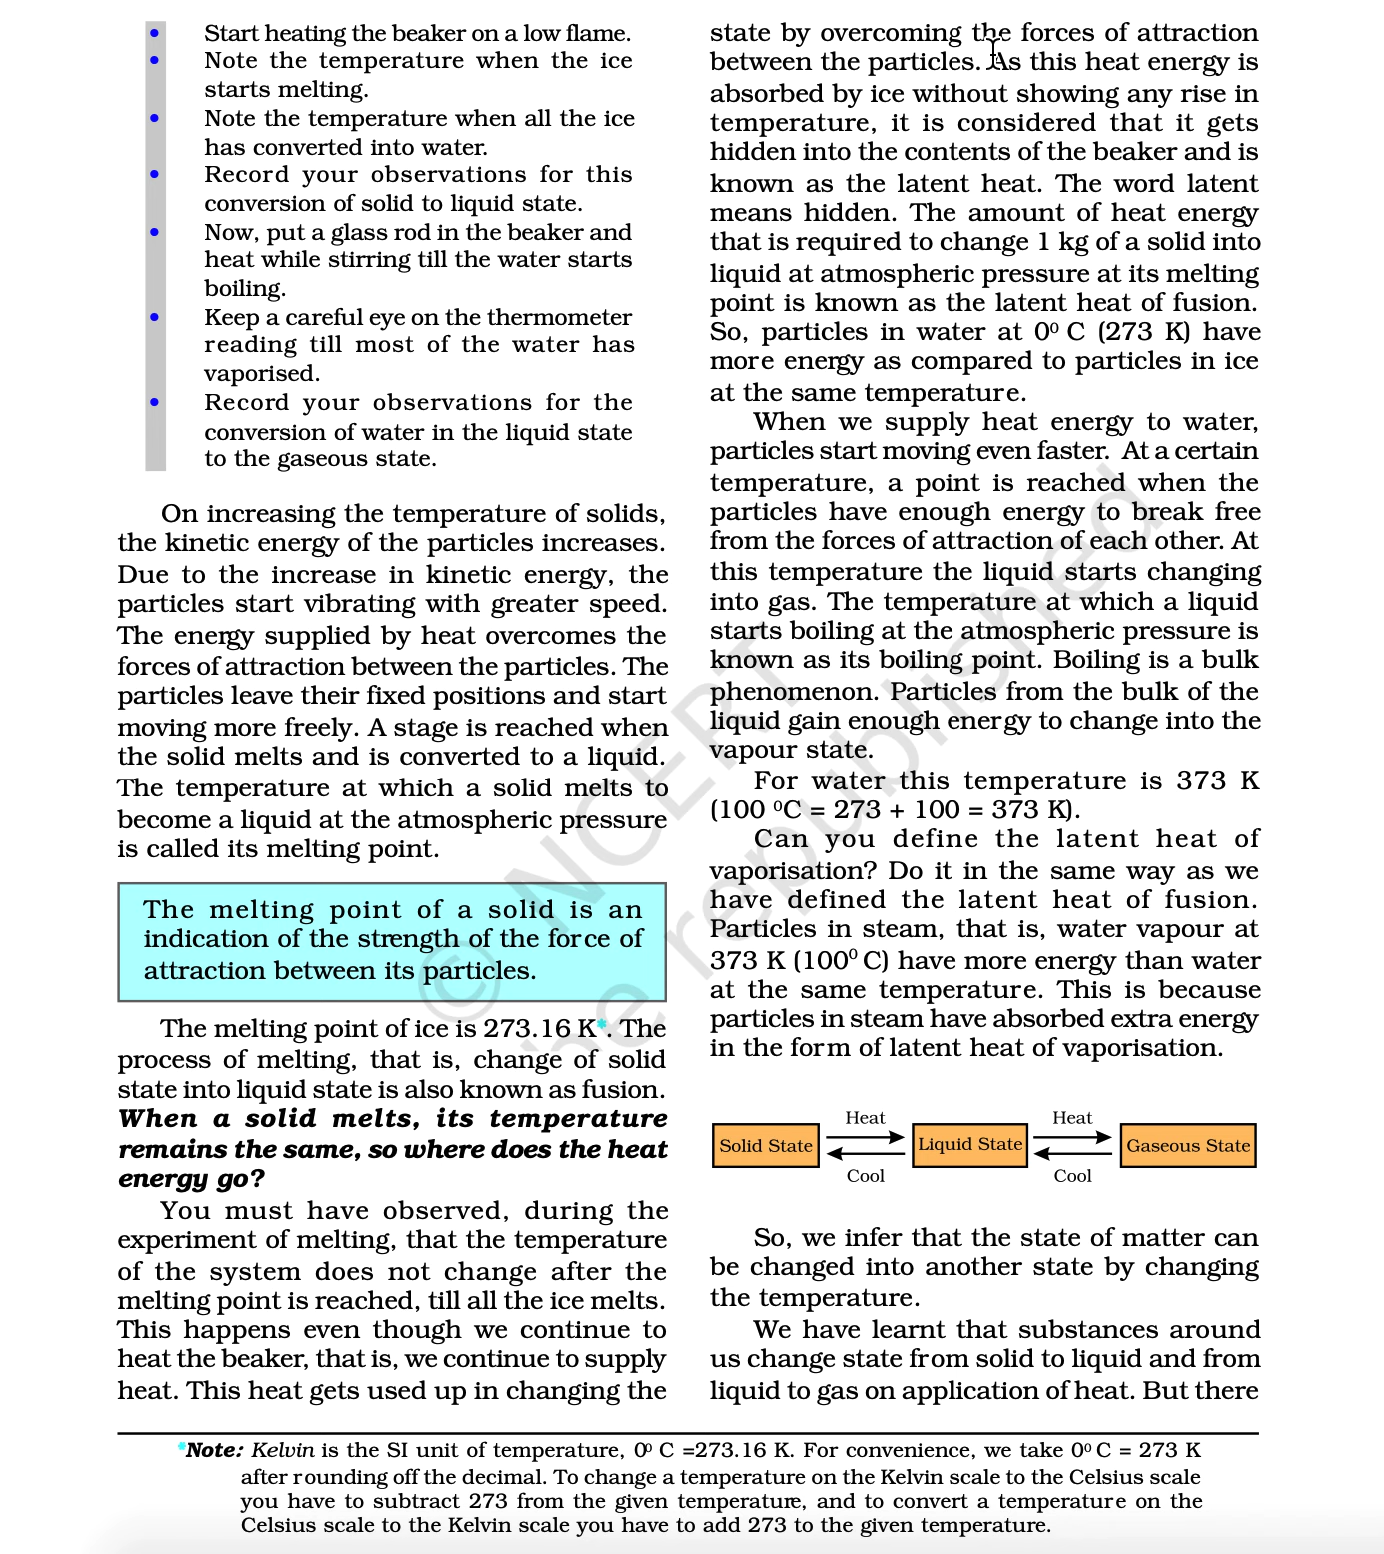 • Start heating the beaker on a low flame.
• Note the temperature when the ice
starts melting.
• Note the temperature when all the ice
has converted into water.
• Record your observations for this
conversion of solid to liquid state.
• Now, put a glass rod in the beaker and
heat while stirring till the water starts
boiling.
• Keep a careful eye on the thermometer
reading till most of the water has
vaporised.
• Record your observations for the
conversion of water in the liquid state
to the gaseous state.
On increasing the temperature of solids,
the kinetic energy of the particles increases.
Due to the increase in kinetic energy, the
particles start vibrating with greater speed.
The energy supplied by heat overcomes the
forces of attraction between the particles. The
particles leave their fixed positions and start
moving more freely. A stage is reached when
the solid melts and is converted to a liquid.
The temperature at which a solid melts to
become a liquid at the atmospheric pressure
is called its melting point.
The melting point of a solid is an
indication of the strength of the force of
attraction between its particles.
The melting point of ice is 273.16 K*. The
process of melting, that is, change of solid
state into liquid state is also known as fusion.
When a solid melts, its temperature
remains the same, so where does the heat
energy go?
You must have observed, during the
experiment of melting, that the temperature
of the system does not change after the
melting point is reached, till all the ice melts.
This happens even though we continue to
heat the beaker, that is, we continue to supply
heat. This heat gets used up in changing the
state by overcoming the forces of attraction
between the particles. As this heat energy is
absorbed by ice without showing any rise in
temperature, it is considered that it gets
hidden into the contents of the beaker and is
known as the latent heat. The word latent
means hidden. The amount of heat energy
that is required to change 1 kg of a solid into
liquid at atmospheric pressure at its melting
point is known as the latent heat of fusion.
So, particles in water at 0⁰ C (273 K) have
more energy as compared to particles in ice
at the same temperature.
When we supply heat energy to water,
particles start moving even faster. At a certain
temperature, a point is reached when the
particles have enough energy to break free
from the forces of attraction of each other. At
this temperature the liquid starts changing
into gas. The temperature at which a liquid
starts boiling at the atmospheric pressure is
known as its boiling point. Boiling is a bulk
phenomenon. Particles from the bulk of the
liquid gain enough energy to change into the
vapour state.
For water this temperature is 373 K
(100 ⁰C = 273 + 100 = 373 K).
Can you define the latent heat of
vaporisation? Do it in the same way as we
have defined the latent heat of fusion.
Particles in steam, that is, water vapour at
373 K (100⁰ C) have more energy than water
at the same temperature. This is because
particles in steam have absorbed extra energy
in the form of latent heat of vaporisation.
Heat Heat
Solid State Liquid State Gaseous State
Cool Cool
So, we infer that the state of matter can
be changed into another state by changing
the temperature.
We have learnt that substances around
us change state from solid to liquid and from
liquid to gas on application of heat. But there
*Note: Kelvin is the SI unit of temperature, 0⁰ C =273.16 K. For convenience, we take 0⁰ C = 273 K
after rounding off the decimal. To change a temperature on the Kelvin scale to the Celsius scale
you have to subtract 273 from the given temperature, and to convert a temperature on the
Celsius scale to the Kelvin scale you have to add 273 to the given temperature.
© NCERT
be republished